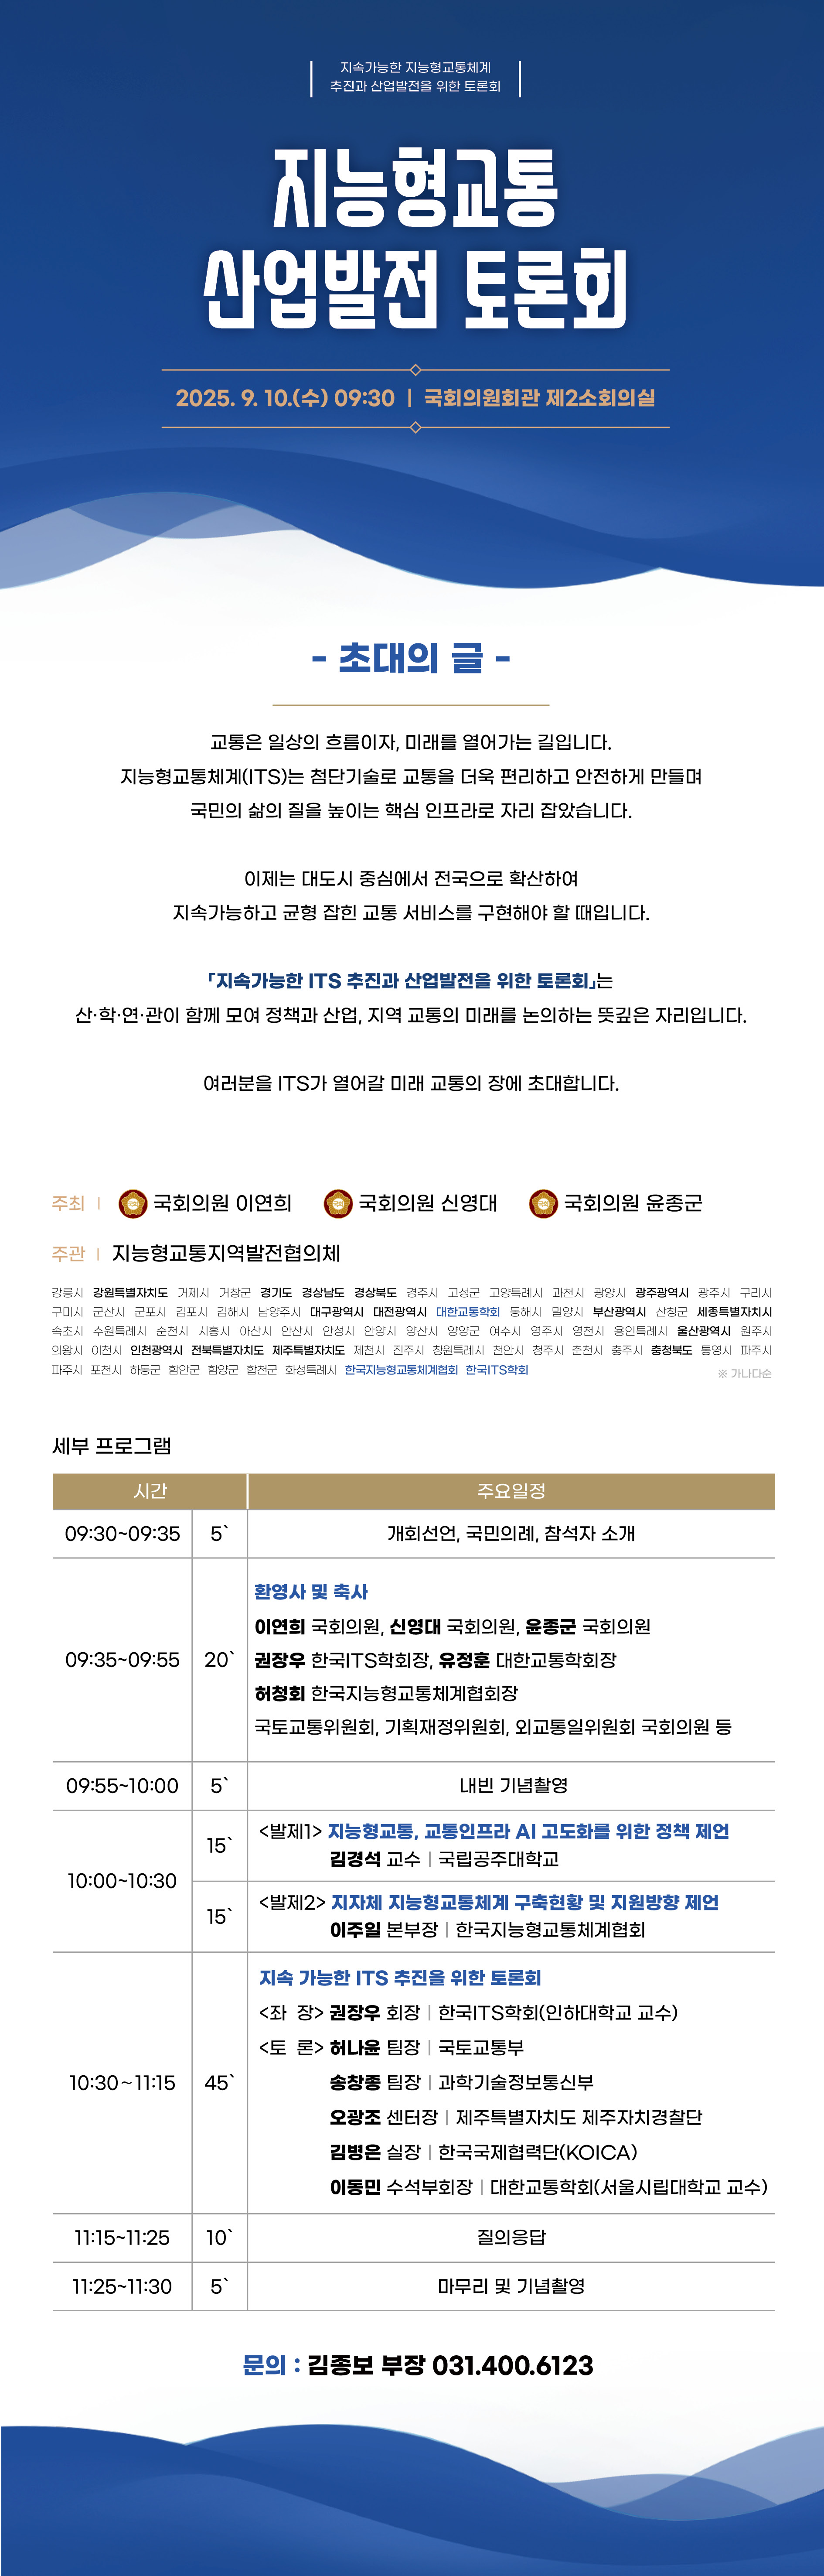 지속가능한 지능형교통체계
추진과 산업발전을 위한 토론회
지능형교통
산업발전 토론회
2025. 9. 10.(수) 09:30 | 국회의원회관 제2소회의실
- 초대의 글 -
교통은 일상의 흐름이자, 미래를 열어가는 길입니다.
지능형교통체계(ITS)는 첨단기술로 교통을 더욱 편리하고 안전하게 만들며
국민의 삶의 질을 높이는 핵심 인프라로 자리 잡았습니다.
이제는 대도시 중심에서 전국으로 확산하여
지속가능하고 균형 잡힌 교통 서비스를 구현해야 할 때입니다.
「지속가능한 ITS 추진과 산업발전을 위한 토론회」는
산·학·연·관이 함께 모여 정책과 산업, 지역 교통의 미래를 논의하는 뜻깊은 자리입니다.
여러분을 ITS가 열어갈 미래 교통의 장에 초대합니다.
주최 | 국회의원 이연희 국회의원 신영대 국회의원 윤종군
주관 | 지능형교통지역발전협의체
강릉시 강원특별자치도 거제시 거창군 경기도 경상남도 경상북도 경주시 고성군 고양특례시 과천시 광양시 광주광역시 광주시 구리시
구미시 군산시 군포시 김포시 김해시 남양주시 대구광역시 대전광역시 대한교통학회 동해시 밀양시 부산광역시 산청군 세종특별자치시
속초시 수원특례시 순천시 시흥시 아산시 안산시 안성시 안양시 양산시 양양군 여수시 영주시 영천시 용인특례시 울산광역시 원주시
의왕시 이천시 인천광역시 전북특별자치도 제주특별자치도 제천시 진주시 창원특례시 천안시 청주시 춘천시 충주시 충청북도 통영시 파주시
파주시 포천시 하동군 함안군 함양군 합천군 화성특례시 한국지능형교통체계협회 한국ITS학회
※ 가나다순
세부 프로그램
시간 주요일정
09:30~09:35 5` 개회선언, 국민의례, 참석자 소개
환영사 및 축사
이연희 국회의원, 신영대 국회의원, 윤종군 국회의원
09:35~09:55 20` 권장우 한국ITS학회장, 유정훈 대한교통학회장
허청회 한국지능형교통체계협회장
국토교통위원회, 기획재정위원회, 외교통일위원회 국회의원 등
09:55~10:00 5` 내빈 기념촬영
10:00~10:30 15` <발제1> 지능형교통, 교통인프라 AI 고도화를 위한 정책 제언
김경석 교수 | 국립공주대학교
15` <발제2> 지자체 지능형교통체계 구축현황 및 지원방향 제언
이주일 본부장 | 한국지능형교통체계협회
지속 가능한 ITS 추진을 위한 토론회
<좌 장> 권장우 회장 | 한국ITS학회(인하대학교 교수)
<토 론> 허나윤 팀장 | 국토교통부
10:30~11:15 45` 송창종 팀장 | 과학기술정보통신부
오광조 센터장 | 제주특별자치도 제주자치경찰단
김병은 실장 | 한국국제협력단(KOICA)
이동민 수석부회장 | 대한교통학회(서울시립대학교 교수)
11:15~11:25 10` 질의응답
11:25~11:30 5` 마무리 및 기념촬영
문의 : 김종보 부장 031.400.6123